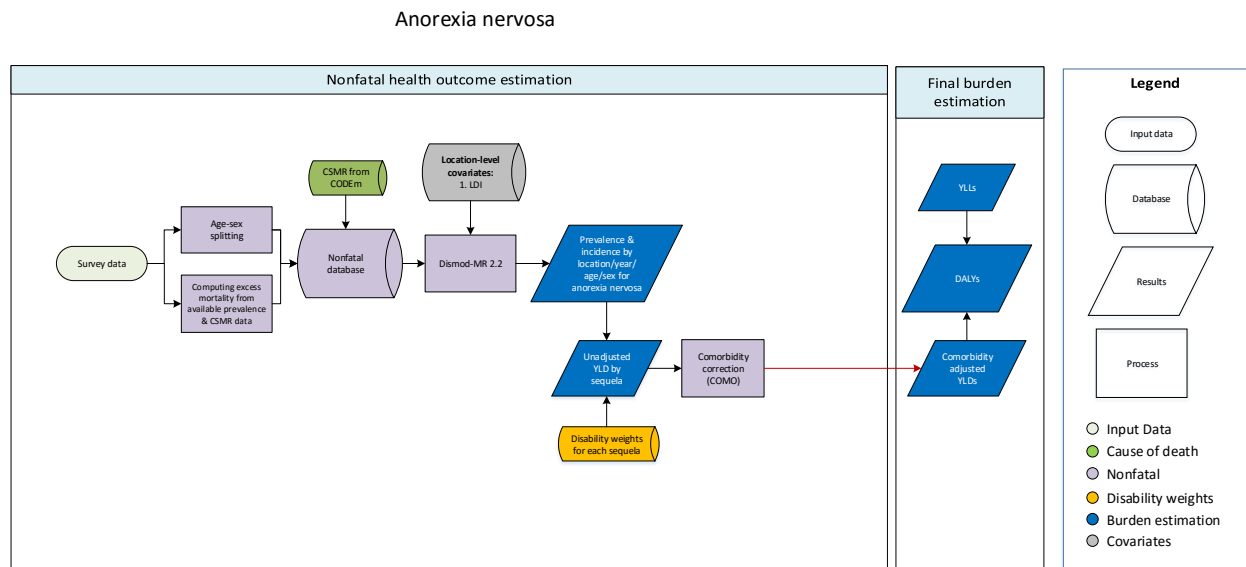 Anorexia nervosa
Nonfatal health outcome estimation
Survey data
Age-sex
splitting
Computing excess
mortality from
available prevalence
& CSMR data
CSMR from
CODEm
Nonfatal
database
Location-level
covariates:
1. LDI
Dismod-MR 2.2
Prevalence &
incidence by
location/year/
age/sex for
anorexia nervosa
Unadjusted
YLD by
sequela
Disability weights
for each sequela
Comorbidity
correction
(COMO)
Final burden
estimation
YLLs
DALYs
Comorbidity
adjusted
YLDs
Legend
Input data
Database
Results
Process
Input Data
Cause of death
Nonfatal
Disability weights
Burden estimation
Covariates